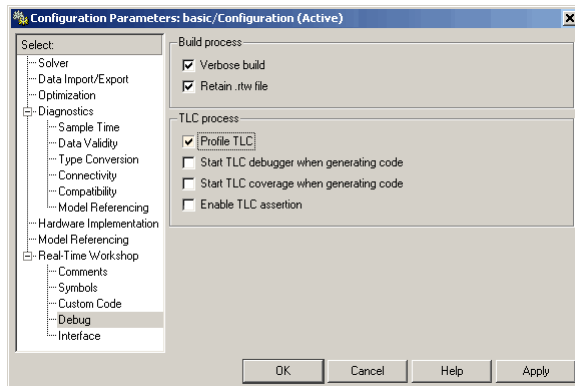 Configuration Parameters: basic/Configuration (Active)
Select:
Solver
Data Import/Export
Optimization
Diagnostics
Sample Time
Data Validity
Type Conversion
Connectivity
Compatibility
Model Referencing
Hardware Implementation
Model Referencing
Real-Time Workshop
Comments
Symbols
Custom Code
Debug
Interface
Build process
Verbose build
Retain .rtw file
TLC process
Profile TLC
Start TLC debugger when generating code
Start TLC coverage when generating code
Enable TLC assertion
OK
Cancel
Help
Apply